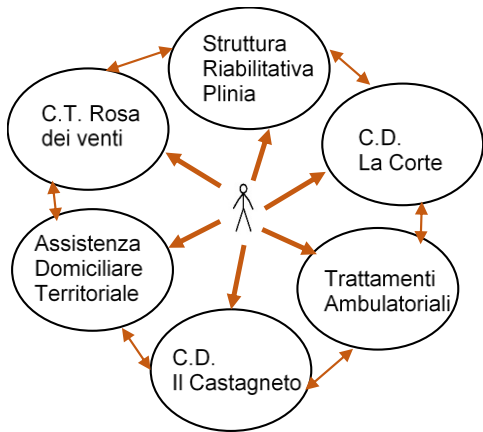 Struttura
Riabilitativa
Plinia
C.T. Rosa
dei venti
C.D.
La Corte
Assistenza
Domiciliare
Territoriale
Trattamenti
Ambulatoriali
C.D.
Il Castagneto